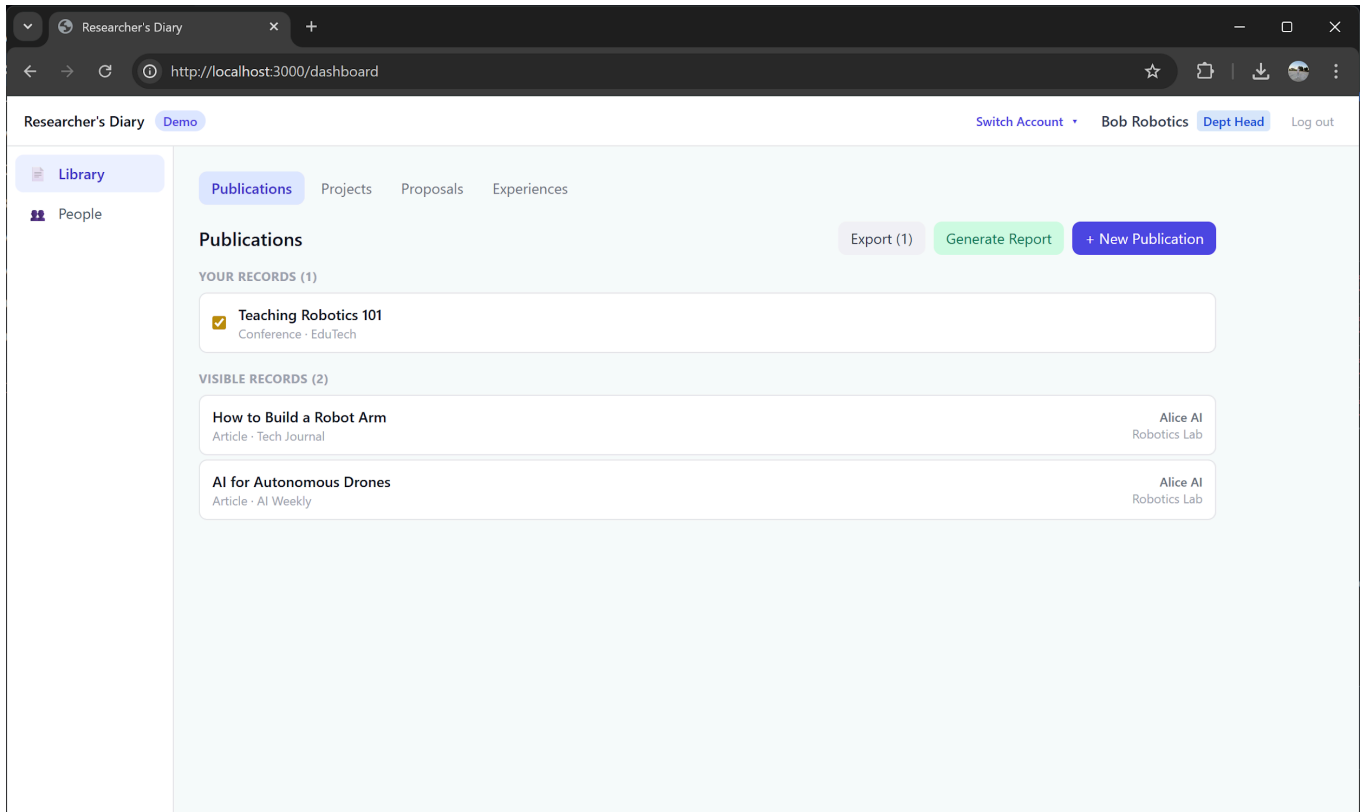 Researcher's Diary
http://localhost:3000/dashboard
Researcher's Diary Demo Switch Account Bob Robotics Dept Head Log out
Library
People
Publications Projects Proposals Experiences
Publications Export (1) Generate Report + New Publication
YOUR RECORDS (1)
Teaching Robotics 101
Conference · EduTech
VISIBLE RECORDS (2)
How to Build a Robot Arm Alice AI
Article · Tech Journal Robotics Lab
AI for Autonomous Drones Alice AI
Article · AI Weekly Robotics Lab